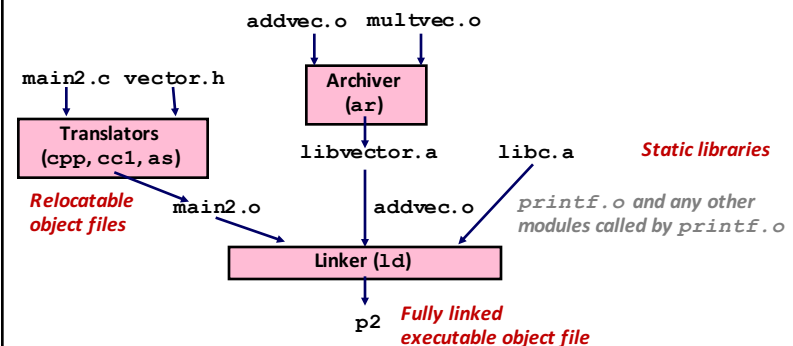 addvec.o multvec.o
main2.c vector.h
Archiver
(ar)
Translators
(cpp, cc1, as)
libvector.a
libc.a
Static libraries
Relocatable
object files
main2.o
addvec.o
printf.o and any other
modules called by printf.o
Linker (ld)
p2
Fully linked
executable object file